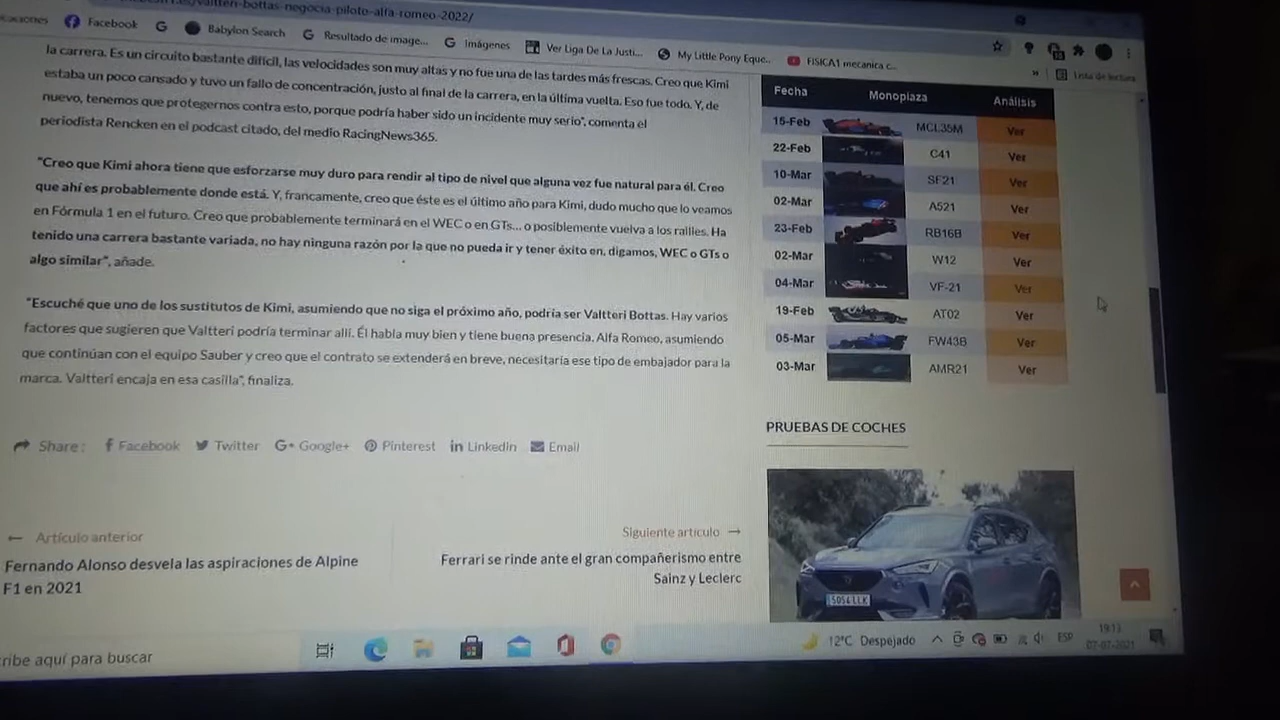 valtteri-bottas-negocia-piloto-alfa-romeo-2022/
Facebook
Babylon Search
Resultado de image...
Imágenes
Ver Liga De La Justi...
My Little Pony Eque..
FISICA1 mecanica c...
Lista de lectura
la carrera. Es un circuito bastante difícil, las velocidades son muy altas y no fue una de las tardes más frescas. Creo que Kimi
estaba un poco cansado y tuvo un fallo de concentración, justo al final de la carrera, en la última vuelta. Eso fue todo. Y, de
nuevo, tenemos que protegernos contra esto, porque podría haber sido un incidente muy serio", comenta el
periodista Rencken en el podcast citado, del medio RacingNews365.
"Creo que Kimi ahora tiene que esforzarse muy duro para rendir al tipo de nivel que alguna vez fue natural para él. Creo
que ahí es probablemente donde está. Y, francamente, creo que éste es el último año para Kimi, dudo mucho que lo veamos
en Fórmula 1 en el futuro. Creo que probablemente terminará en el WEC o en GTs... o posiblemente vuelva a los raílles. Ha
tenido una carrera bastante variada, no hay ninguna razón por la que no pueda ir y tener éxito en, digamos, WEC o GTs o
algo similar", añade.
"Escuché que uno de los sustitutos de Kimi, asumiendo que no siga el próximo año, podría ser Valtteri Bottas. Hay varios
factores que sugieren que Valtteri podría terminar allí. Él habla muy bien y tiene buena presencia. Alfa Romeo, asumiendo
que continúan con el equipo Sauber y creo que el contrato se extenderá en breve, necesitaría ese tipo de embajador para la
marca. Valtteri encaja en esa casilla", finaliza.
Share :
Facebook
Twitter
Google+
Pinterest
LinkedIn
Email
← Artículo anterior
Fernando Alonso desvela las aspiraciones de Alpine
F1 en 2021
Siguiente artículo →
Ferrari se rinde ante el gran compañerismo entre
Sainz y Leclerc
Fecha Monoplaza Análisis
15-Feb MCL35M Ver
22-Feb C41 Ver
10-Mar SF21 Ver
02-Mar A521 Ver
23-Feb RB16B Ver
02-Mar W12 Ver
04-Mar VF-21 Ver
19-Feb AT02 Ver
05-Mar FW43B Ver
03-Mar AMR21 Ver
PRUEBAS DE COCHES
5054 LLK
cribe aquí para buscar
12°C Despejado
ESP
19:13
07-07-2021